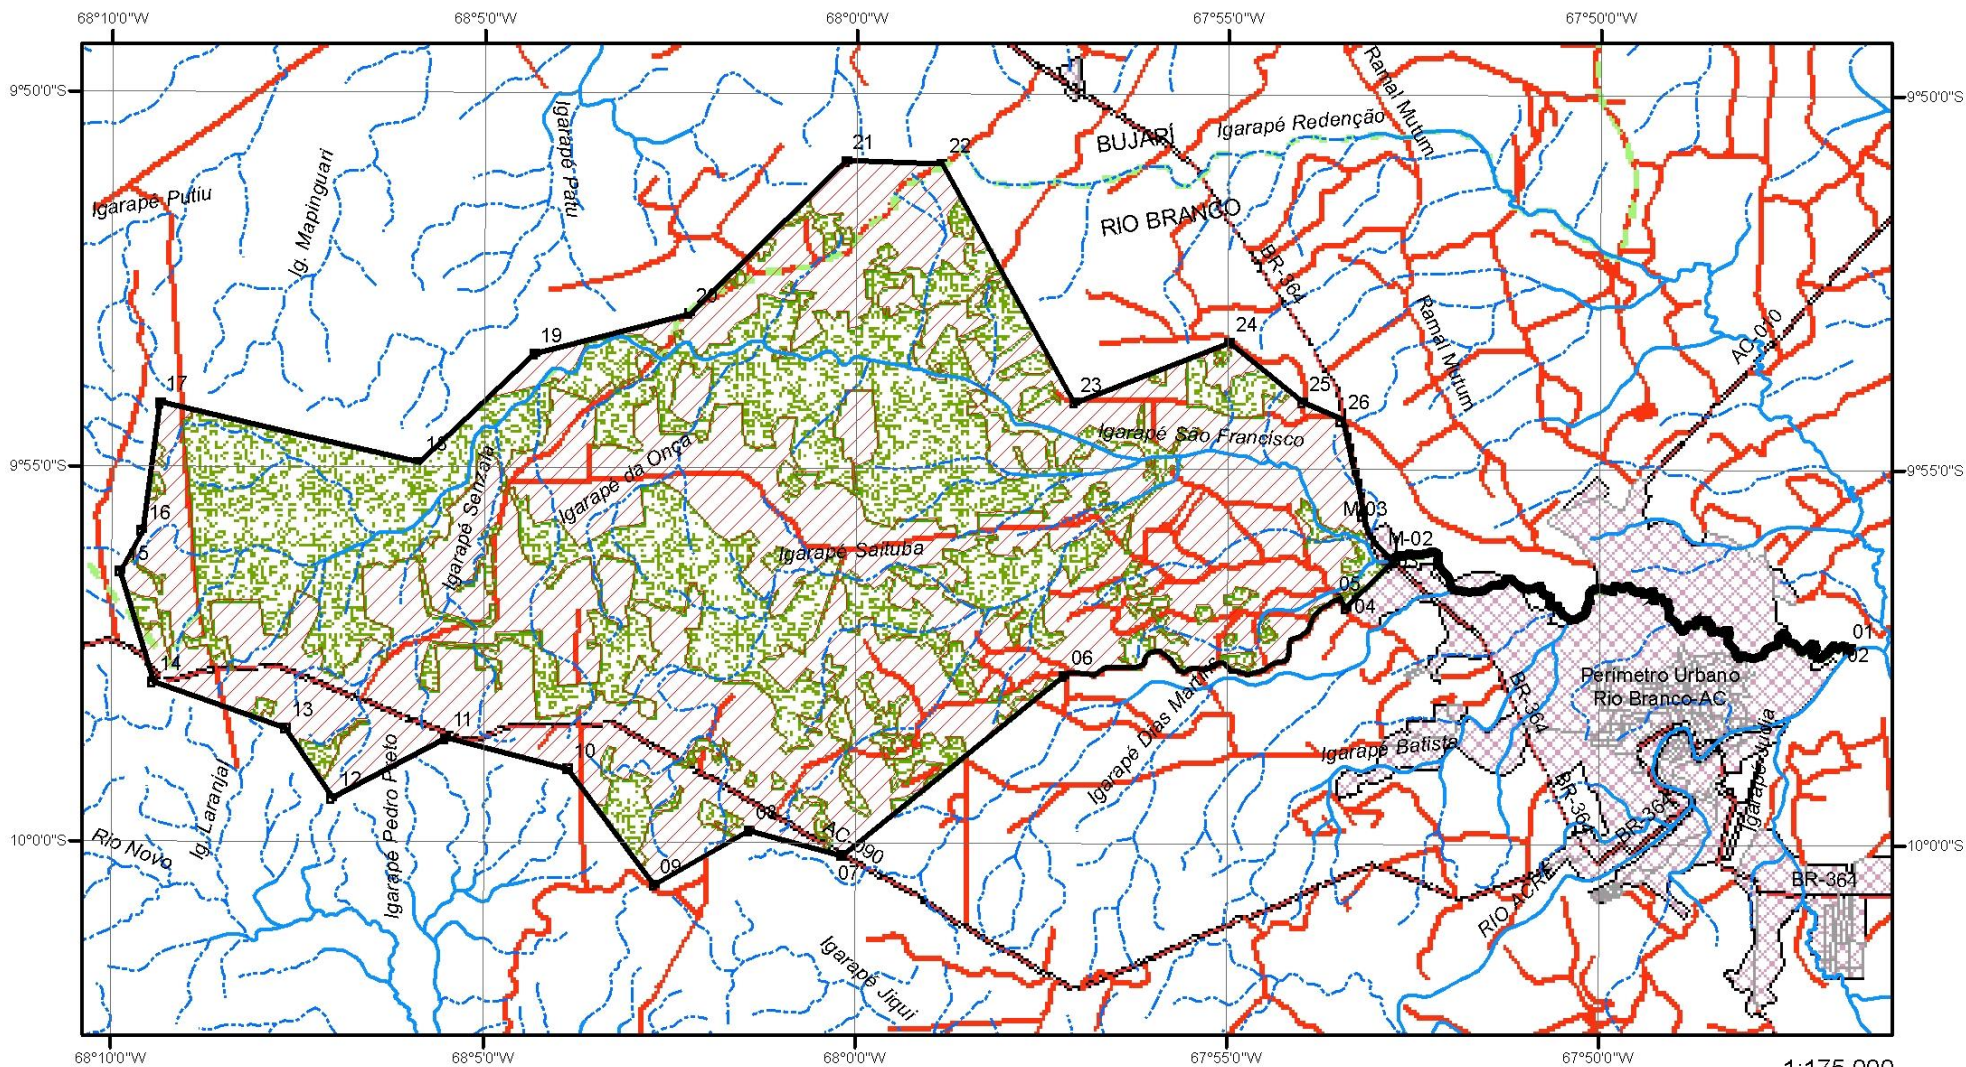 68°10'0"W 68°5'0"W 68°0'0"W 67°55'0"W 67°50'0"W
9°50'0"S 9°50'0"S
Ramal Mutum
Igarapé Redenção
BUJARÍ
Igarapé Patu
21
22
Ig. Mapinguari
Igarapé Putiu
RIO BRANCO
BR-364
20
19
24
Ramal Mutum
AC-010
17
23
25
26
18
Igarapé São Francisco
Igarapé da Onça
Igarapé Senzala
9°55'0"S 9°55'0"S
16
M-03
M-02
Igarapé Saituba
05
04
01
02
06
14
Igarapé Dias Martins
Perímetro Urbano
Rio Branco-AC
BR-364
13
11
10
Igarapé Batista
Igarapé Judia
12
Igarapé Pedro Preto
Ig. Laranjal
BR-364
BR-364
08
AC-090
Rio Novo
10°0'0"S 10°0'0"S
09
07
RIO ACRE
BR-364
Igarapé Jiqui
68°10'0"W 68°5'0"W 68°0'0"W 67°55'0"W 67°50'0"W